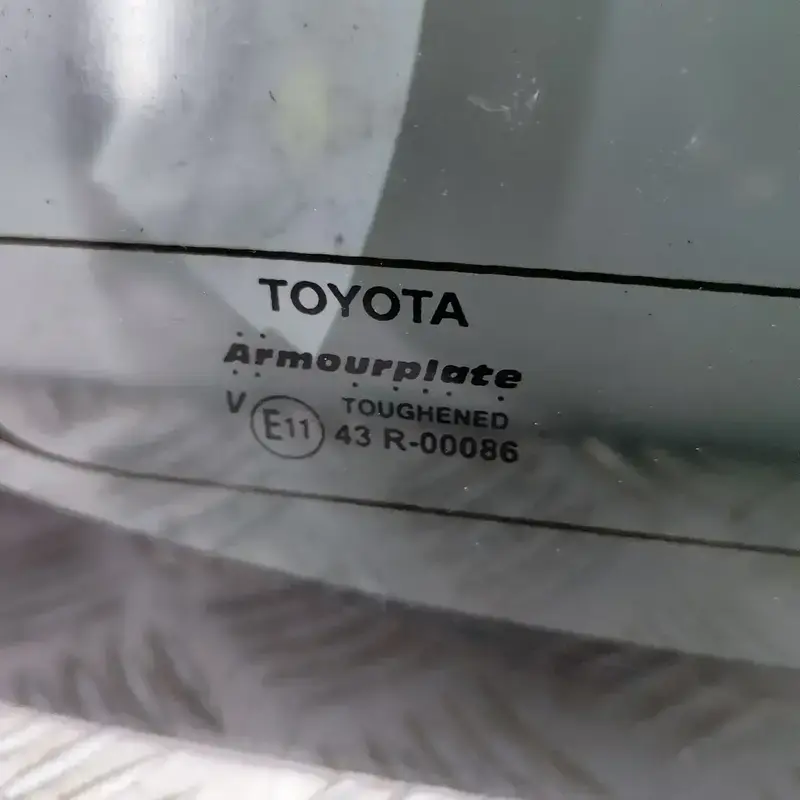 TOYOTA
Armourplate
TOUGHENED
V E11 43 R-00086